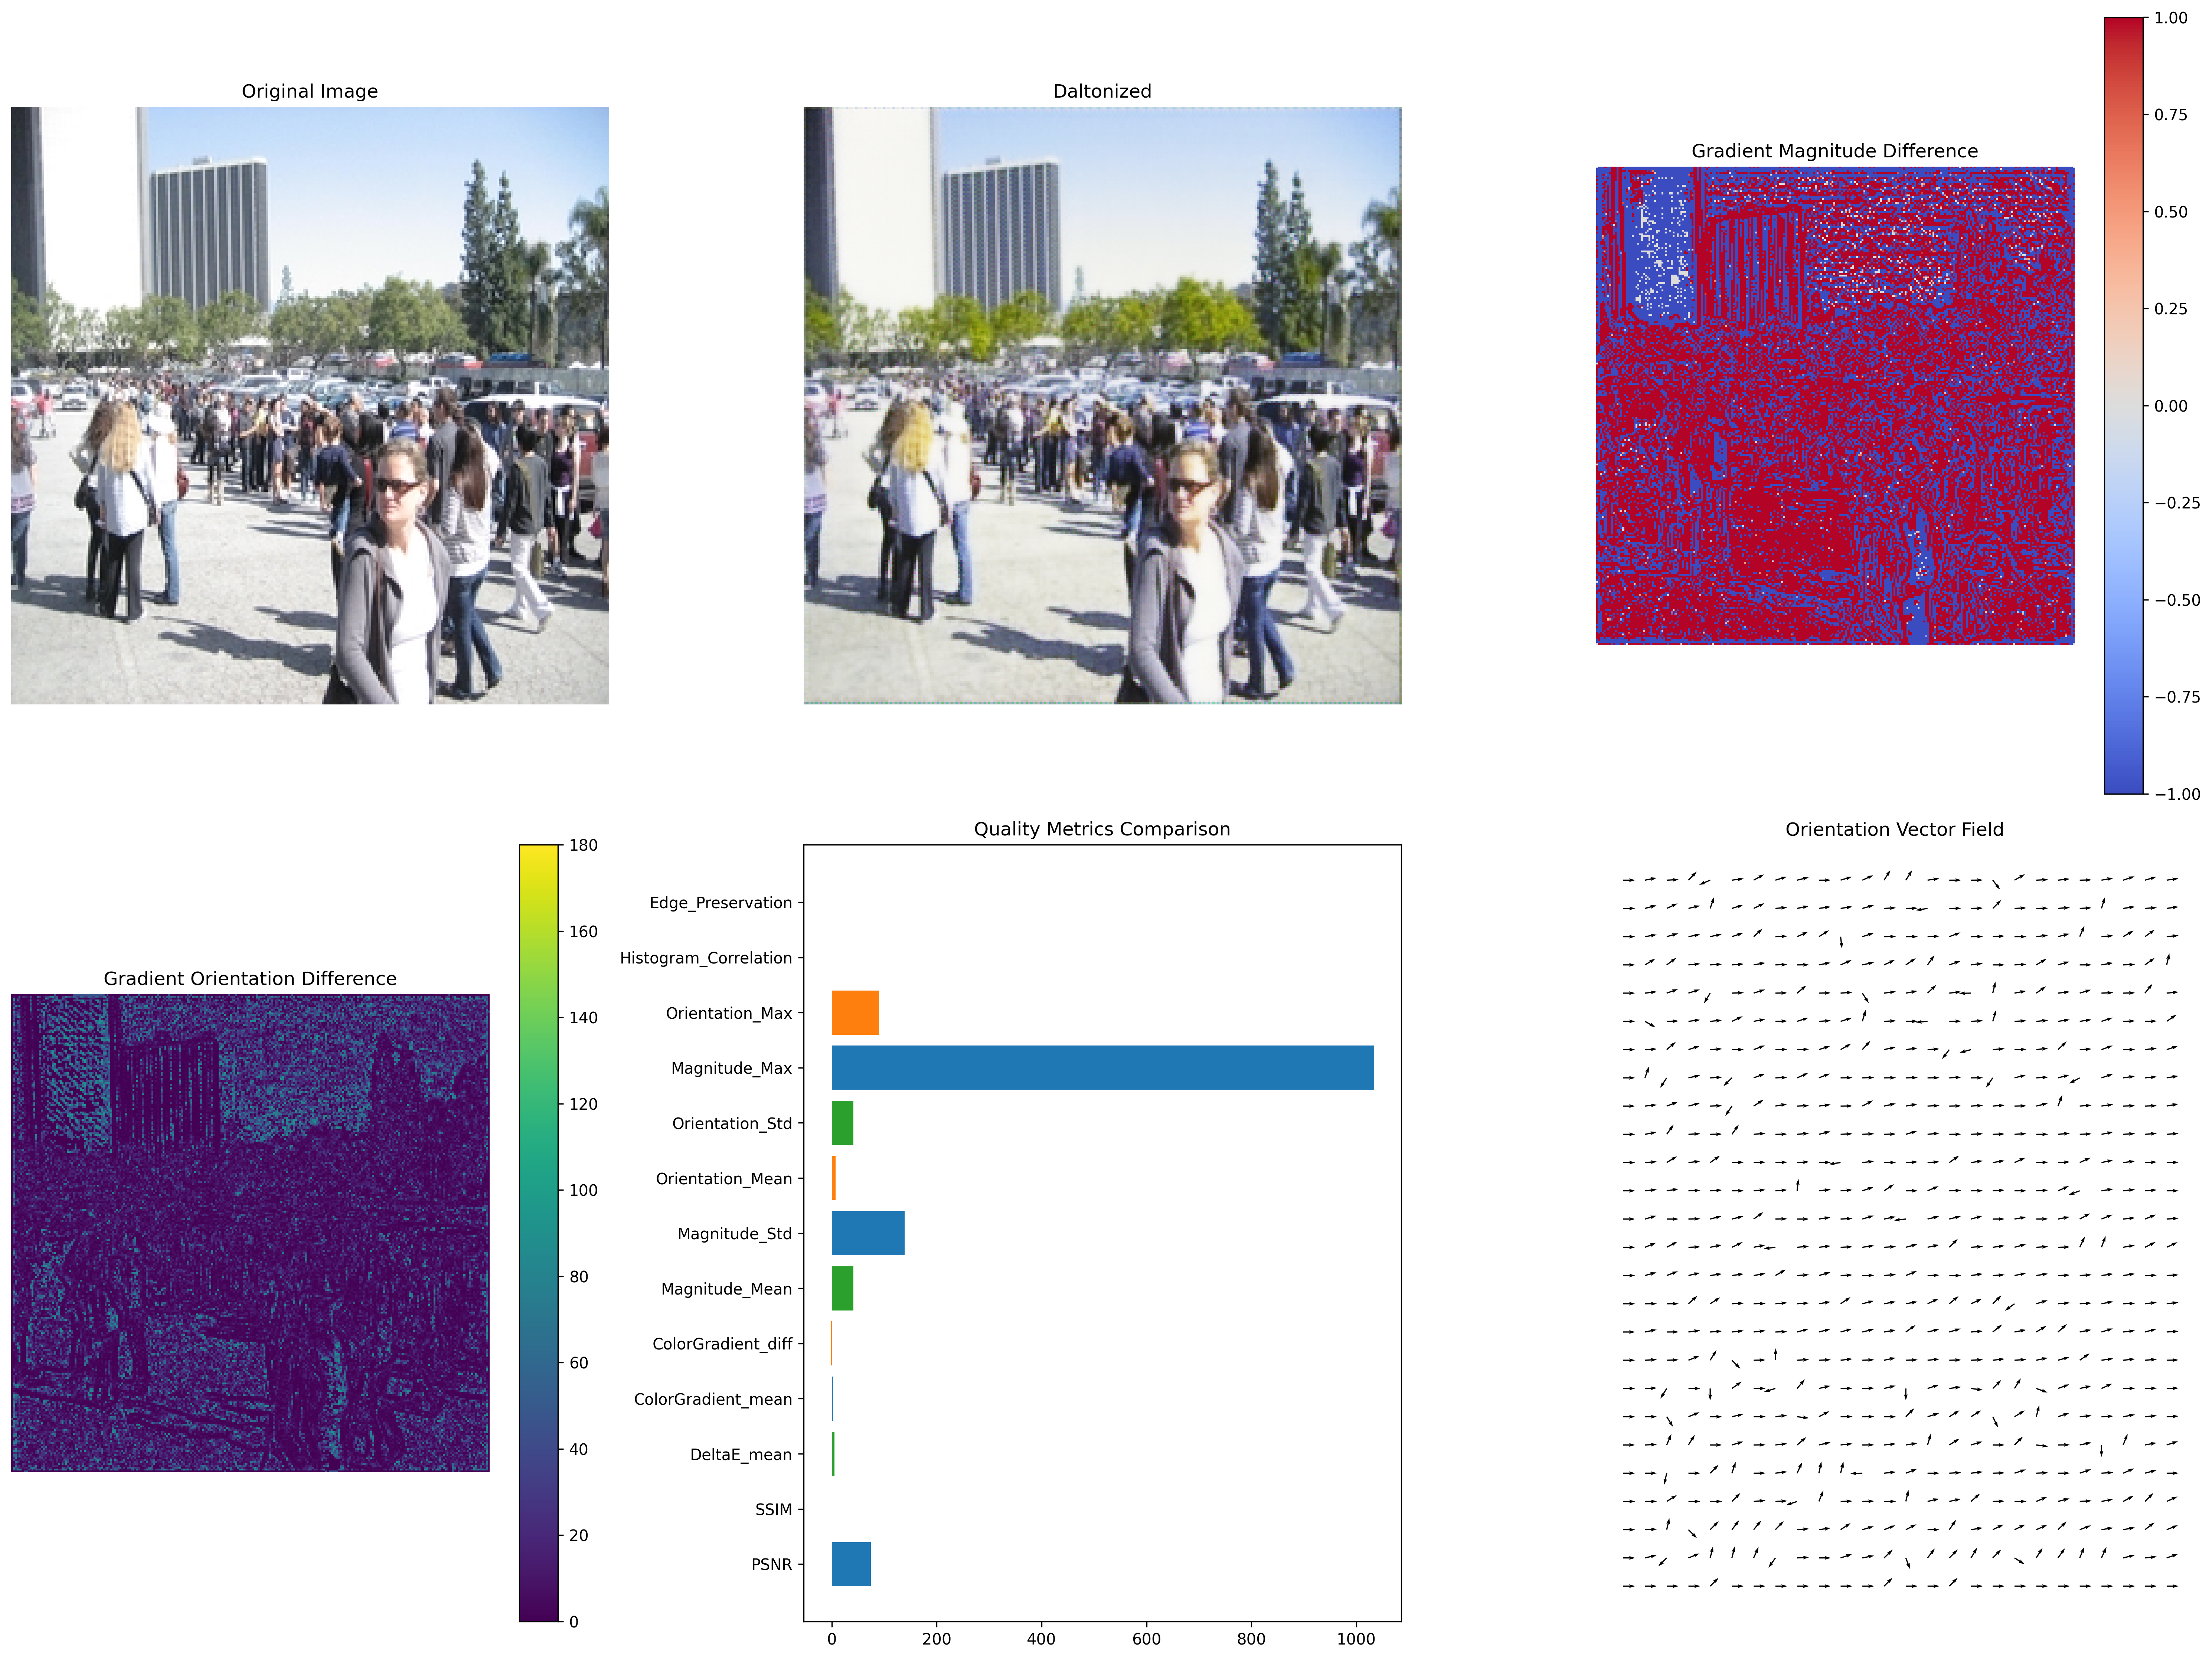 Original Image
Daltonized
Gradient Magnitude Difference
1.00
0.75
0.50
0.25
0.00
−0.25
−0.50
−0.75
−1.00
Gradient Orientation Difference
180
160
140
120
100
80
60
40
20
0
Quality Metrics Comparison
Edge_Preservation
Histogram_Correlation
Orientation_Max
Magnitude_Max
Orientation_Std
Orientation_Mean
Magnitude_Std
Magnitude_Mean
ColorGradient_diff
ColorGradient_mean
DeltaE_mean
SSIM
PSNR
0 200 400 600 800 1000
Orientation Vector Field